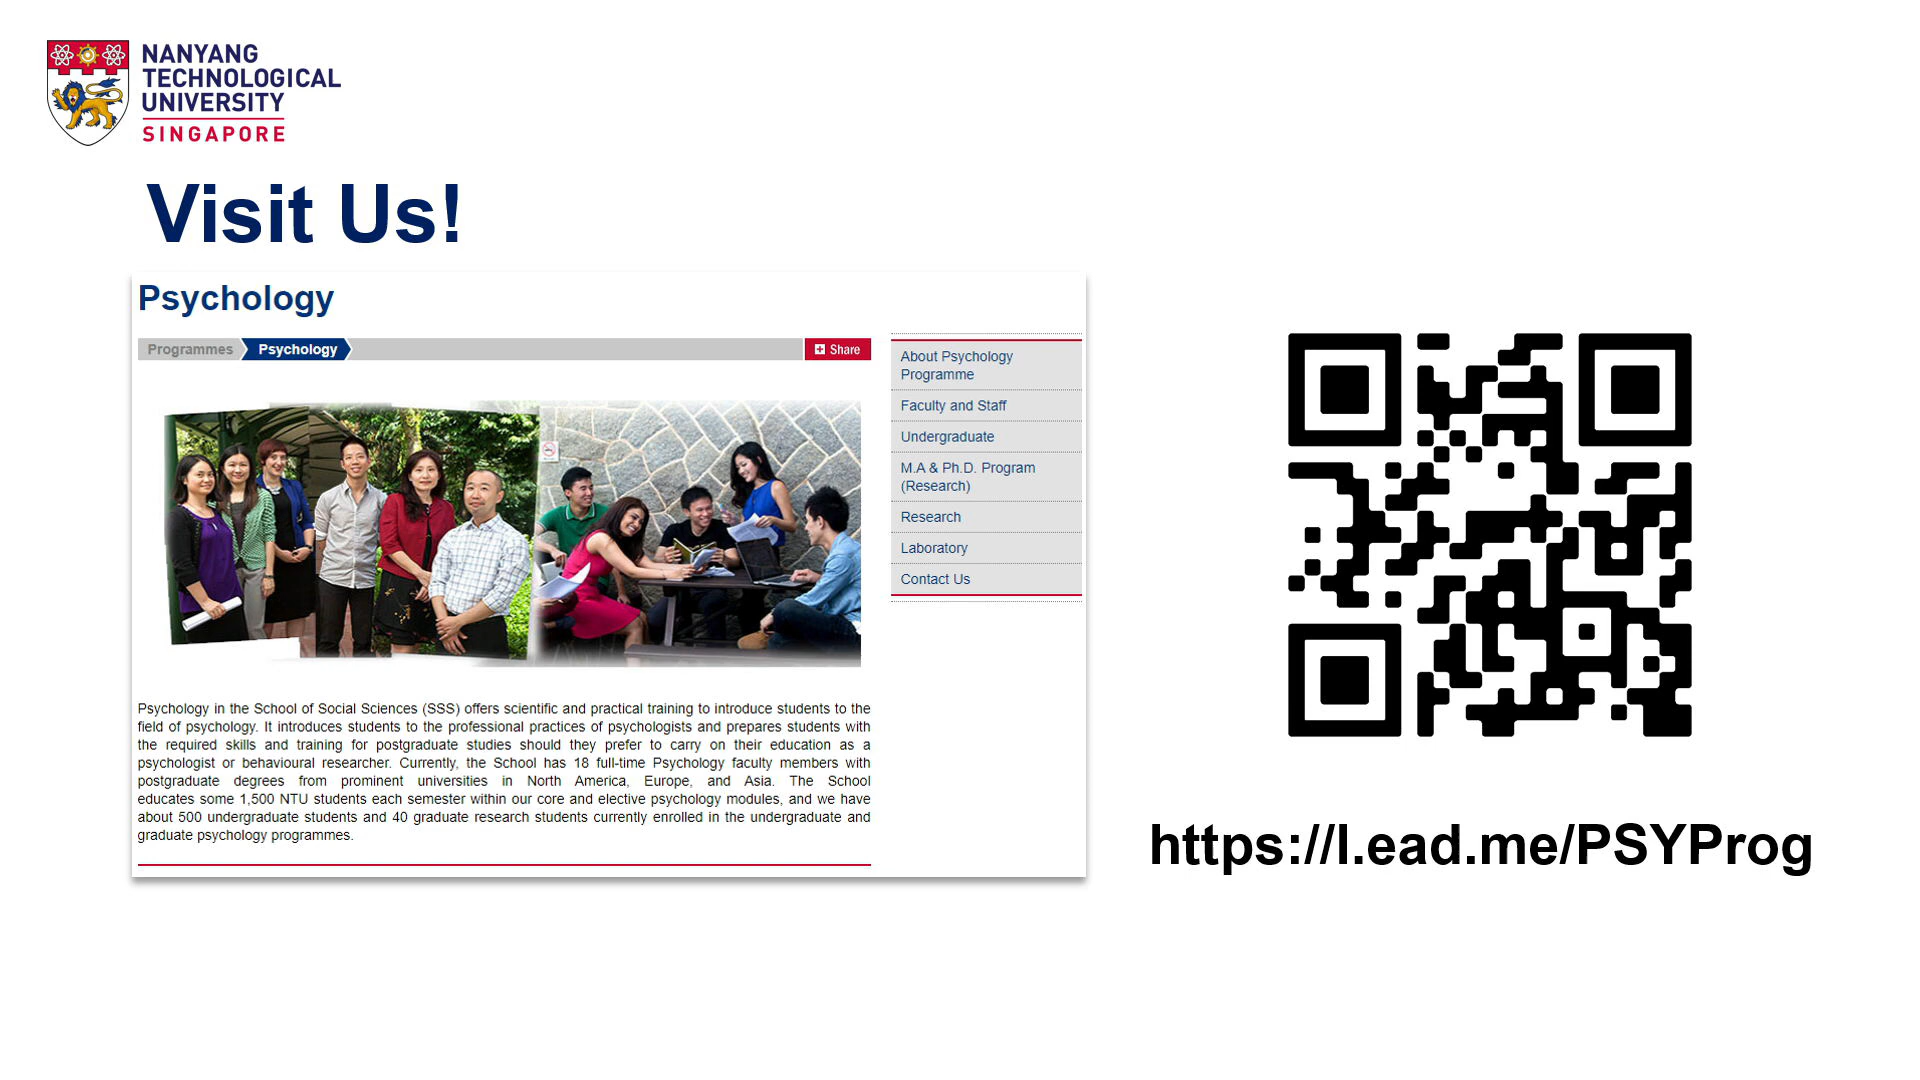 NANYANG
TECHNOLOGICAL
UNIVERSITY
SINGAPORE
Visit Us!
Psychology
Programmes
Psychology
Share
About Psychology
Programme
Faculty and Staff
Undergraduate
M.A & Ph.D. Program
(Research)
Research
Laboratory
Contact Us
Psychology in the School of Social Sciences (SSS) offers scientific and practical training to introduce students to the
field of psychology. It introduces students to the professional practices of psychologists and prepares students with
the required skills and training for postgraduate studies should they prefer to carry on their education as a
psychologist or behavioural researcher. Currently, the School has 18 full-time Psychology faculty members with
postgraduate degrees from prominent universities in North America, Europe, and Asia. The School
educates some 1,500 NTU students each semester within our core and elective psychology modules, and we have
about 500 undergraduate students and 40 graduate research students currently enrolled in the undergraduate and
graduate psychology programmes.
https://l.ead.me/PSYProg